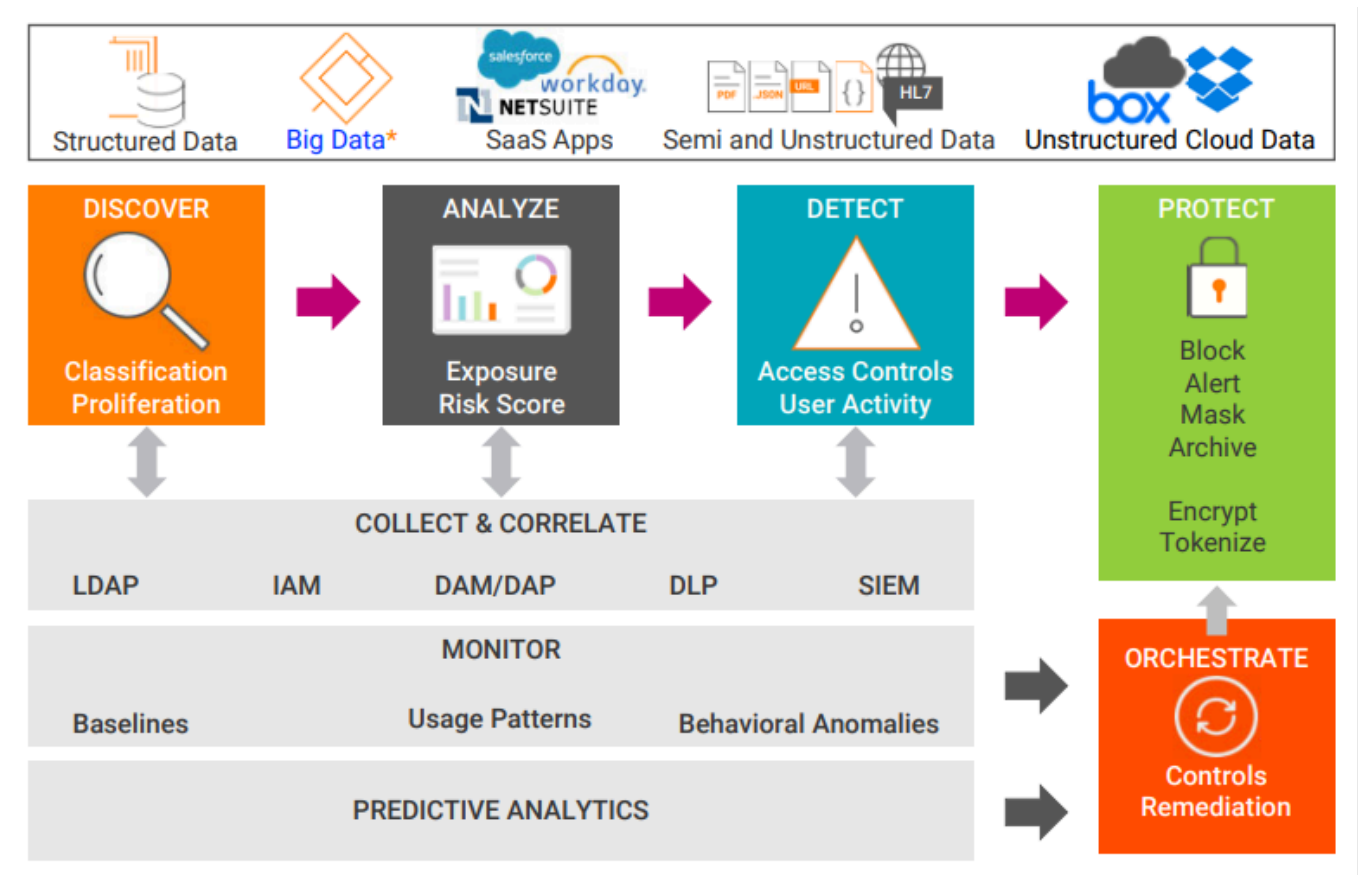 salesforce
workday.
N NETSUITE
PDF
.JSON
URL
{ }
HL7
box
Structured Data
Big Data*
SaaS Apps
Semi and Unstructured Data
Unstructured Cloud Data
DISCOVER
Classification
Proliferation
ANALYZE
Exposure
Risk Score
DETECT
Access Controls
User Activity
PROTECT
Block
Alert
Mask
Archive
Encrypt
Tokenize
COLLECT & CORRELATE
LDAP IAM DAM/DAP DLP SIEM
MONITOR
Baselines Usage Patterns Behavioral Anomalies
PREDICTIVE ANALYTICS
ORCHESTRATE
Controls
Remediation